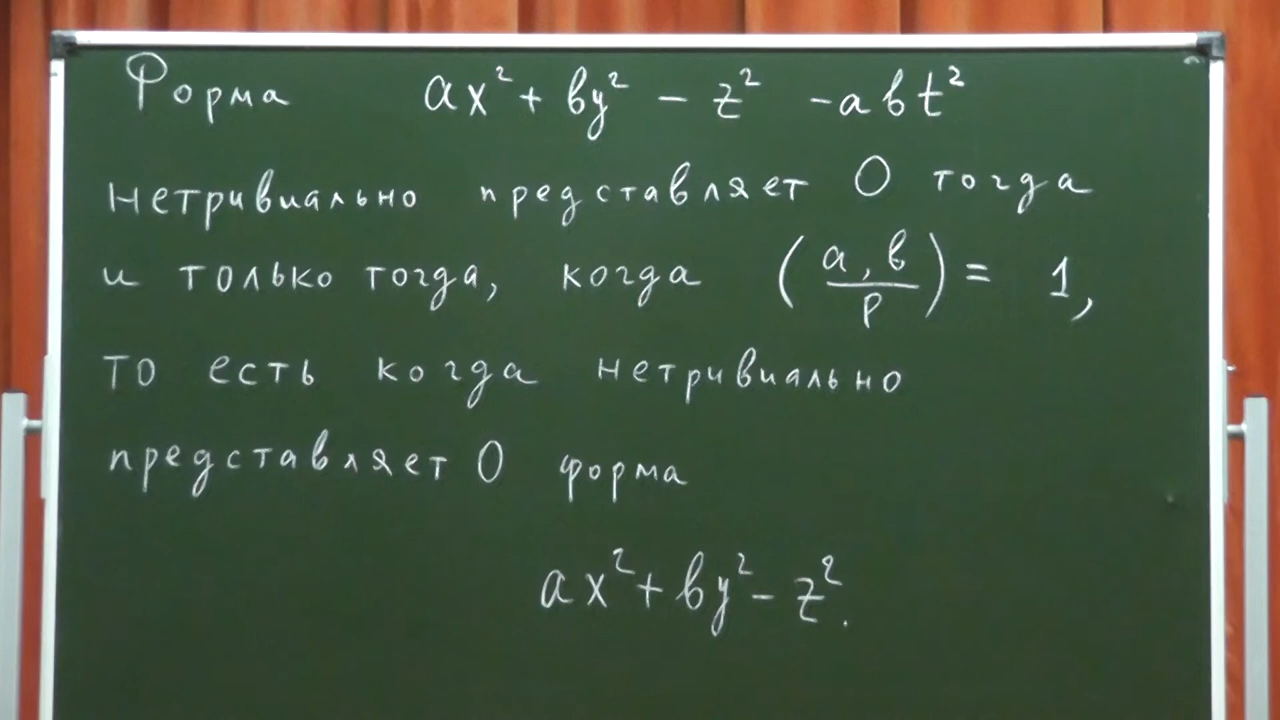 Форма ax² + by² - z² - abt²
нетривиально представляет 0 тогда
и только тогда, когда (a, b / p) = 1,
то есть когда нетривиально
представляет 0 форма
ax² + by² - z².